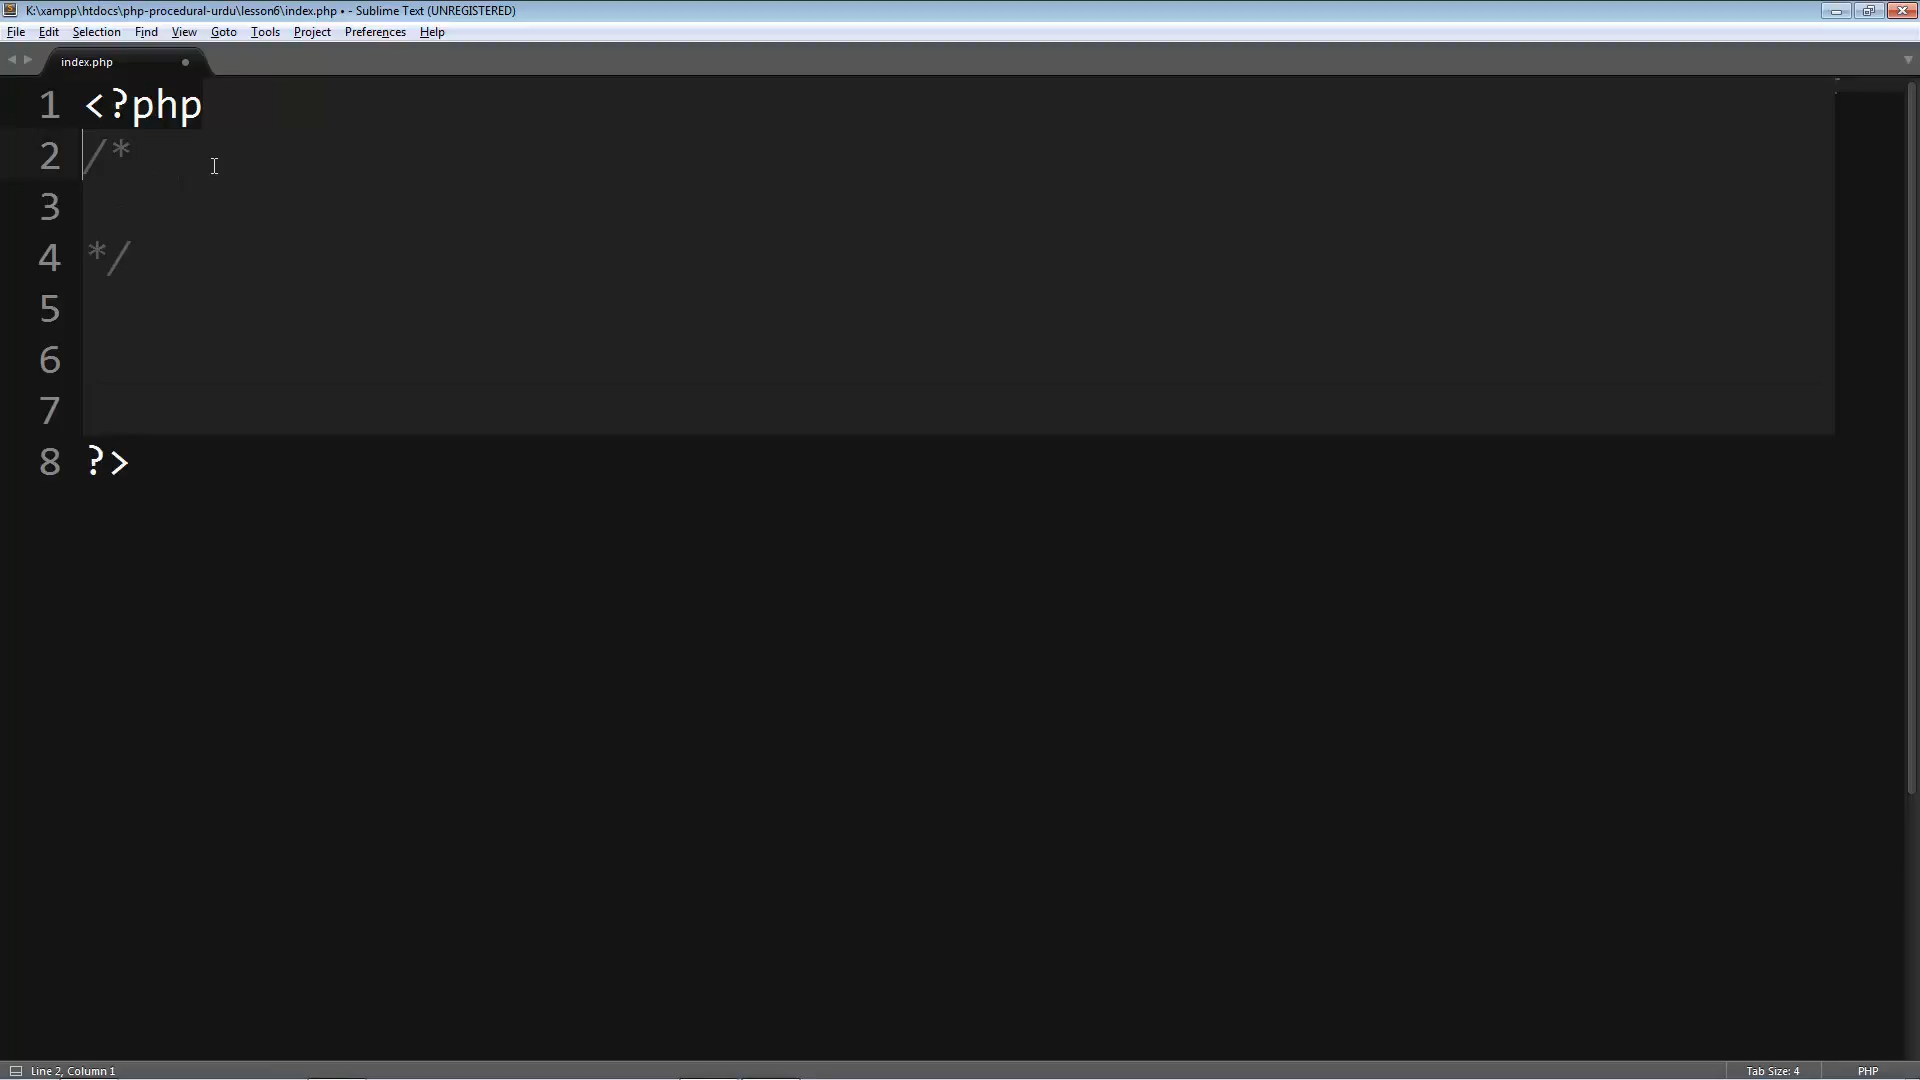 K:\xampp\htdocs\php-procedural-urdu\lesson6\index.php • - Sublime Text (UNREGISTERED)
File Edit Selection Find View Goto Tools Project Preferences Help
index.php
1 <?php
2 /*
3
4 */
5
6
7
8 ?>
Line 2, Column 1 Tab Size: 4 PHP